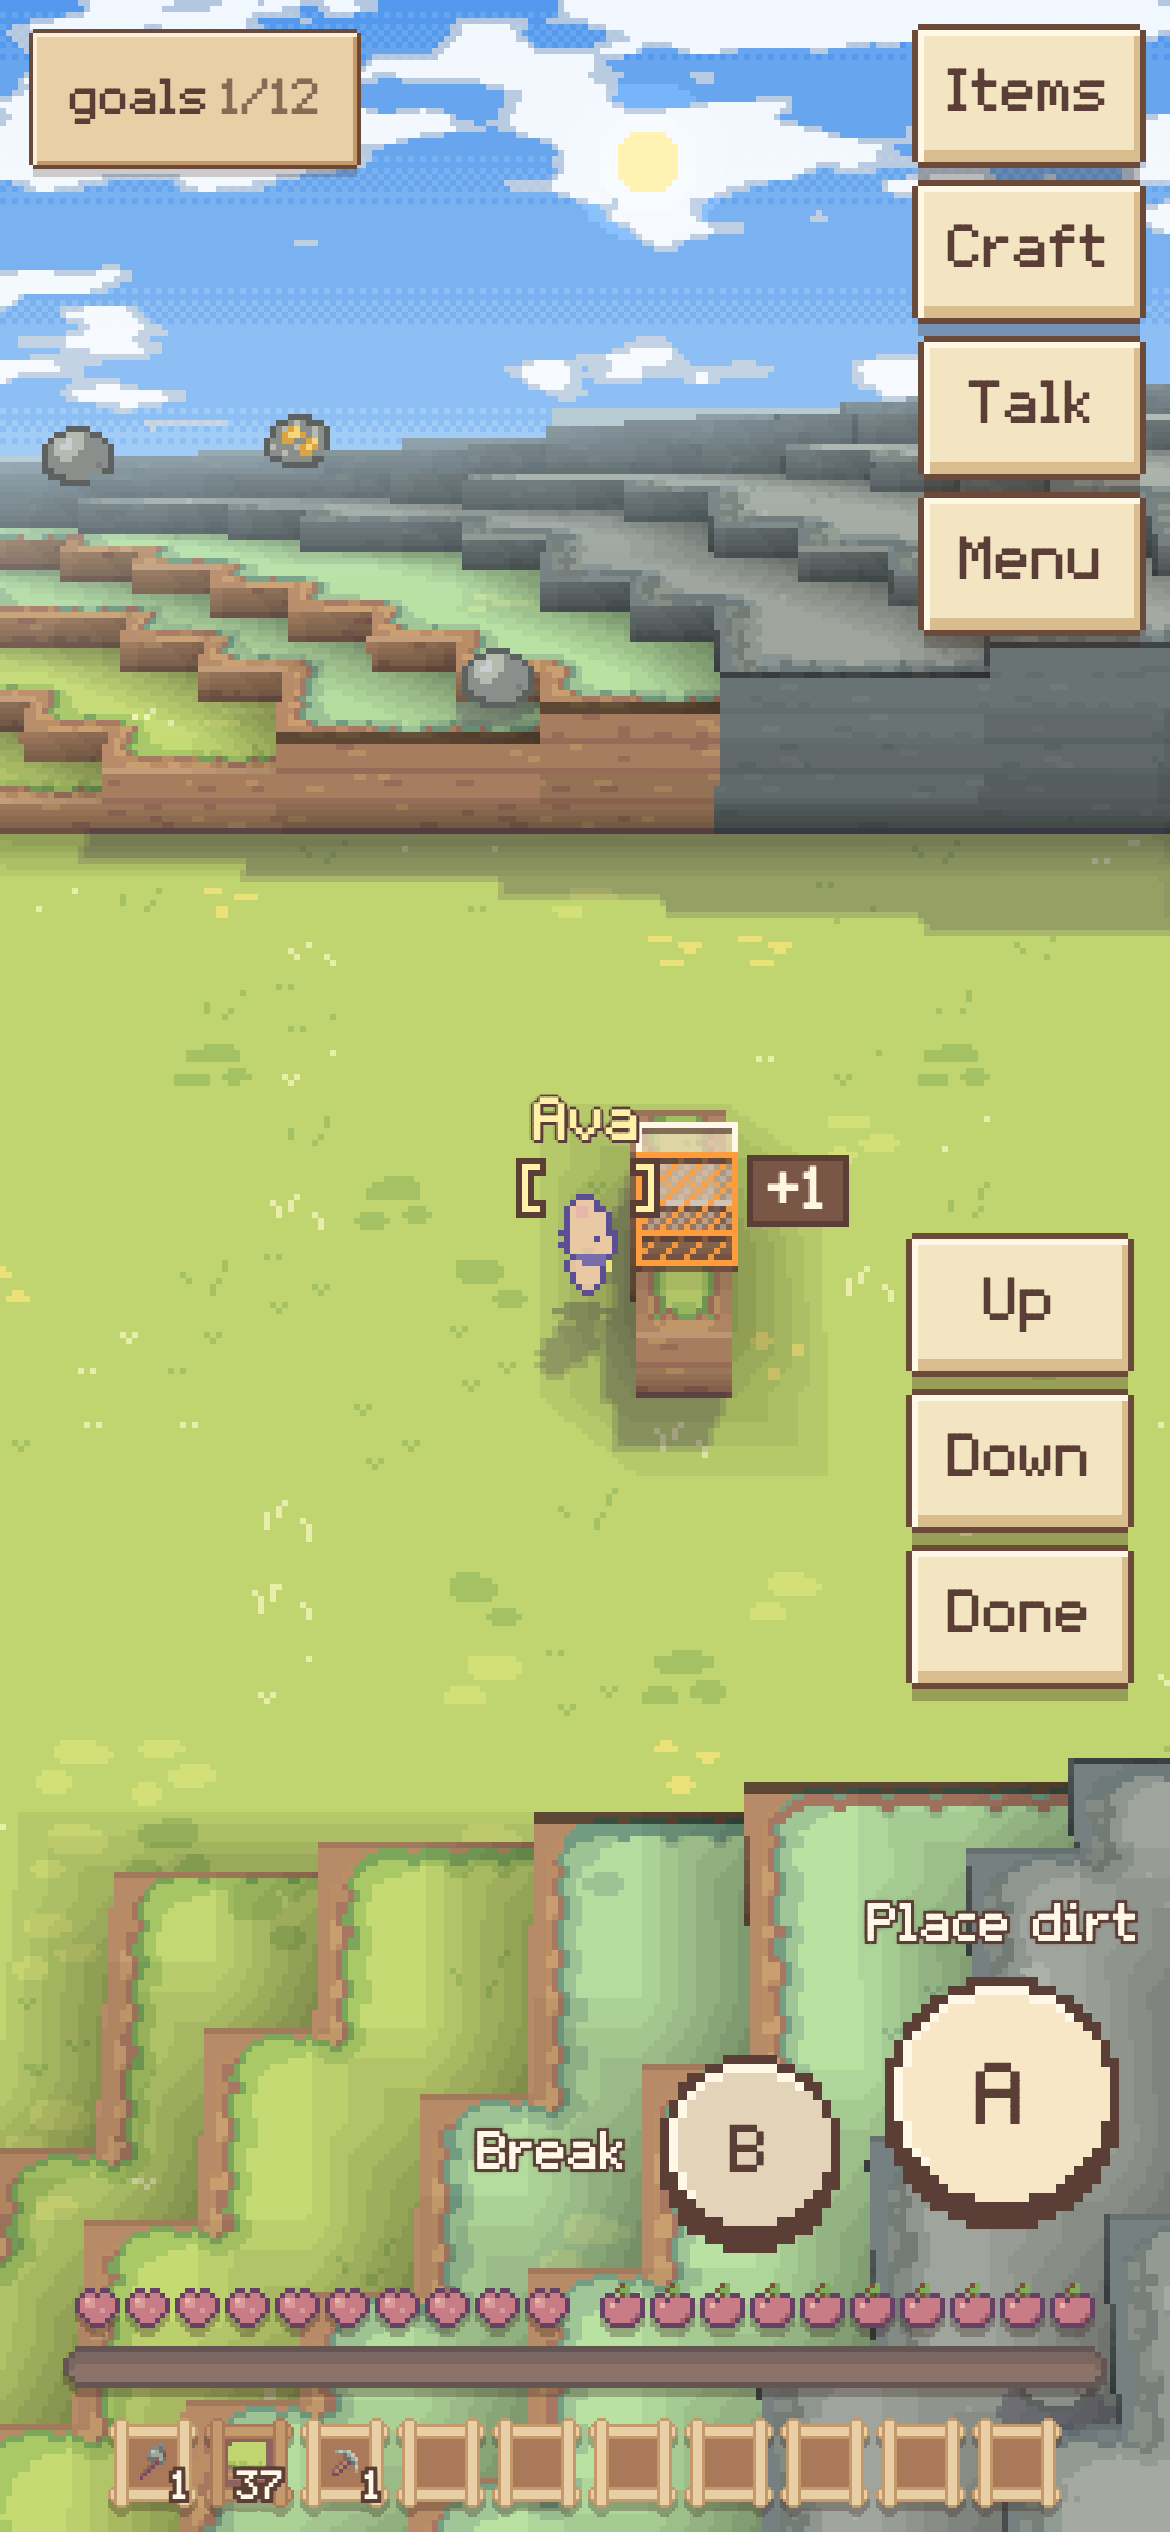 goals 1/12
Items
Craft
Talk
Menu
Ava
+1
Up
Down
Done
Place dirt
A
Break
B
1
37
1